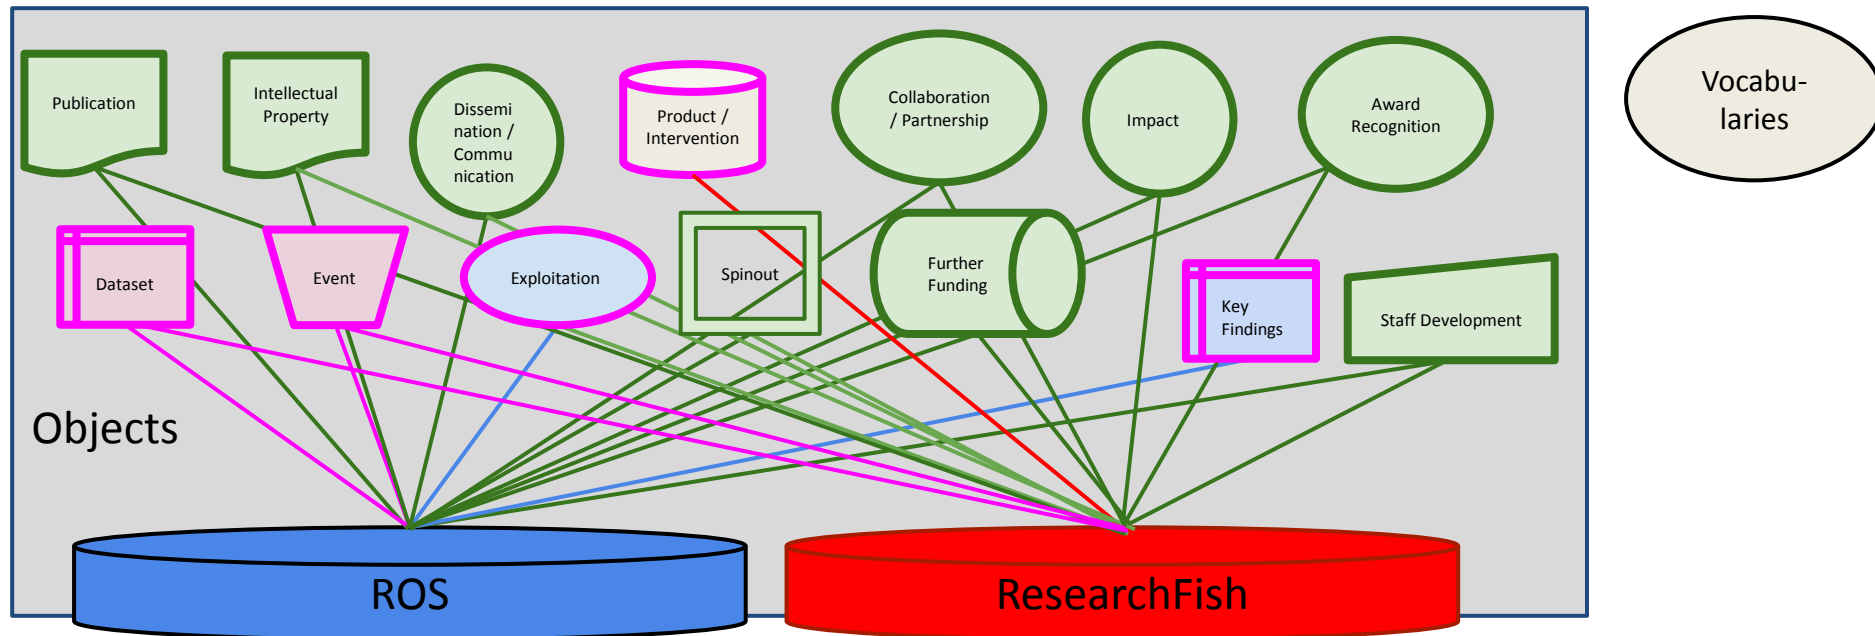 Publication
Intellectual
Property
Dissemi
nation /
Commu
nication
Product /
Intervention
Collaboration
/ Partnership
Impact
Award
Recognition
Vocabu-
laries
Dataset
Event
Exploitation
Spinout
Further
Funding
Key
Findings
Staff Development
Objects
ROS
ResearchFish